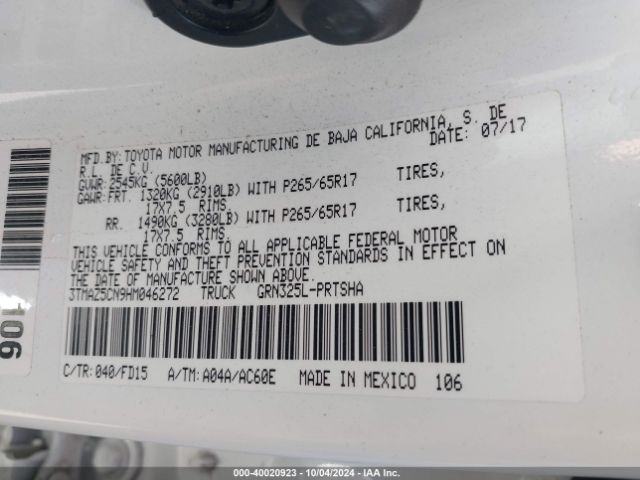 MFD.BY: TOYOTA MOTOR MANUFACTURING DE BAJA CALIFORNIA, S. DE
R.L. DE C.V. DATE: 07/17
GVWR: 2545KG (5600LB)
GAWR: FRT. 1320KG (2910LB) WITH P265/65R17 TIRES,
17X7.5 RIMS,
RR. 1490KG (3280LB) WITH P265/65R17 TIRES,
17X7.5 RIMS,
THIS VEHICLE CONFORMS TO ALL APPLICABLE FEDERAL MOTOR
VEHICLE SAFETY AND THEFT PREVENTION STANDARDS IN EFFECT ON
THE DATE OF MANUFACTURE SHOWN ABOVE.
3TMAZ5CN9HM046272 TRUCK GRN325L-PRTSHA
C/TR: 040/FD15 A/TM: A04A/AC60E MADE IN MEXICO 106
106
000-40020923 - 10/04/2024 - IAA Inc.